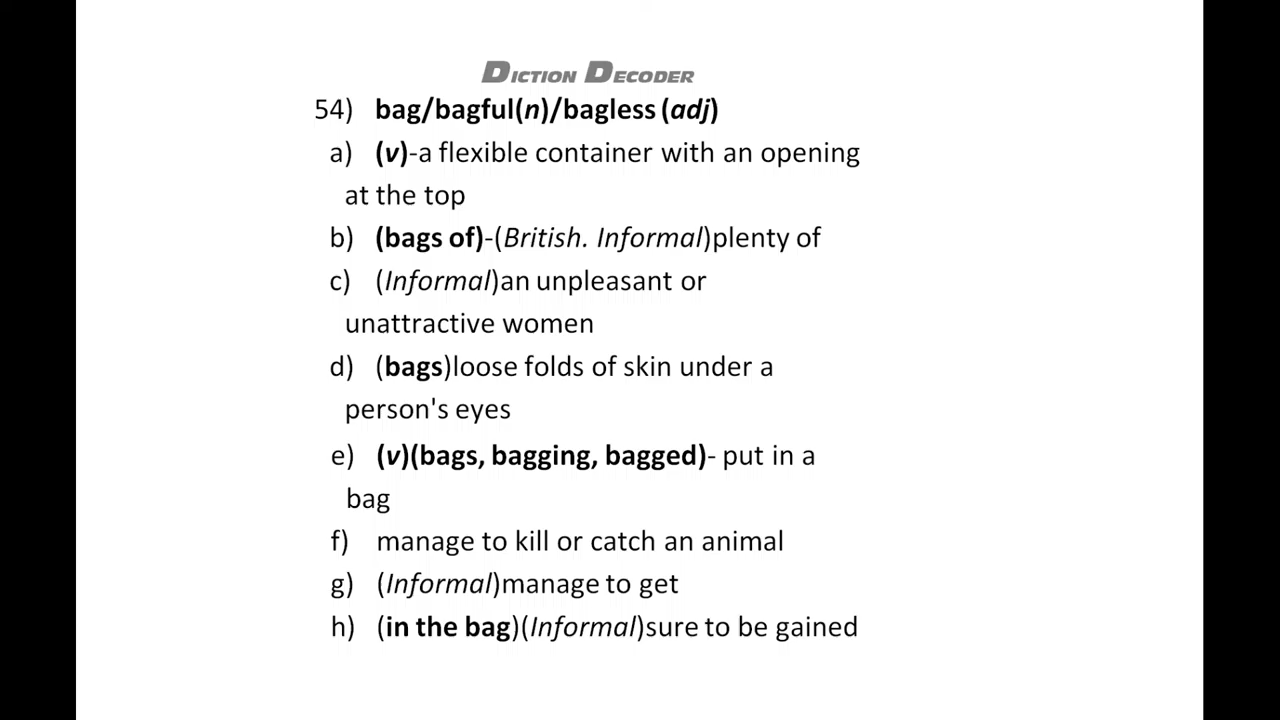 DICTION DECODER
54) bag/bagful(n)/bagless (adj)
a) (v)-a flexible container with an opening
at the top
b) (bags of)-(British. Informal)plenty of
c) (Informal)an unpleasant or
unattractive women
d) (bags)loose folds of skin under a
person's eyes
e) (v)(bags, bagging, bagged)- put in a
bag
f) manage to kill or catch an animal
g) (Informal)manage to get
h) (in the bag)(Informal)sure to be gained